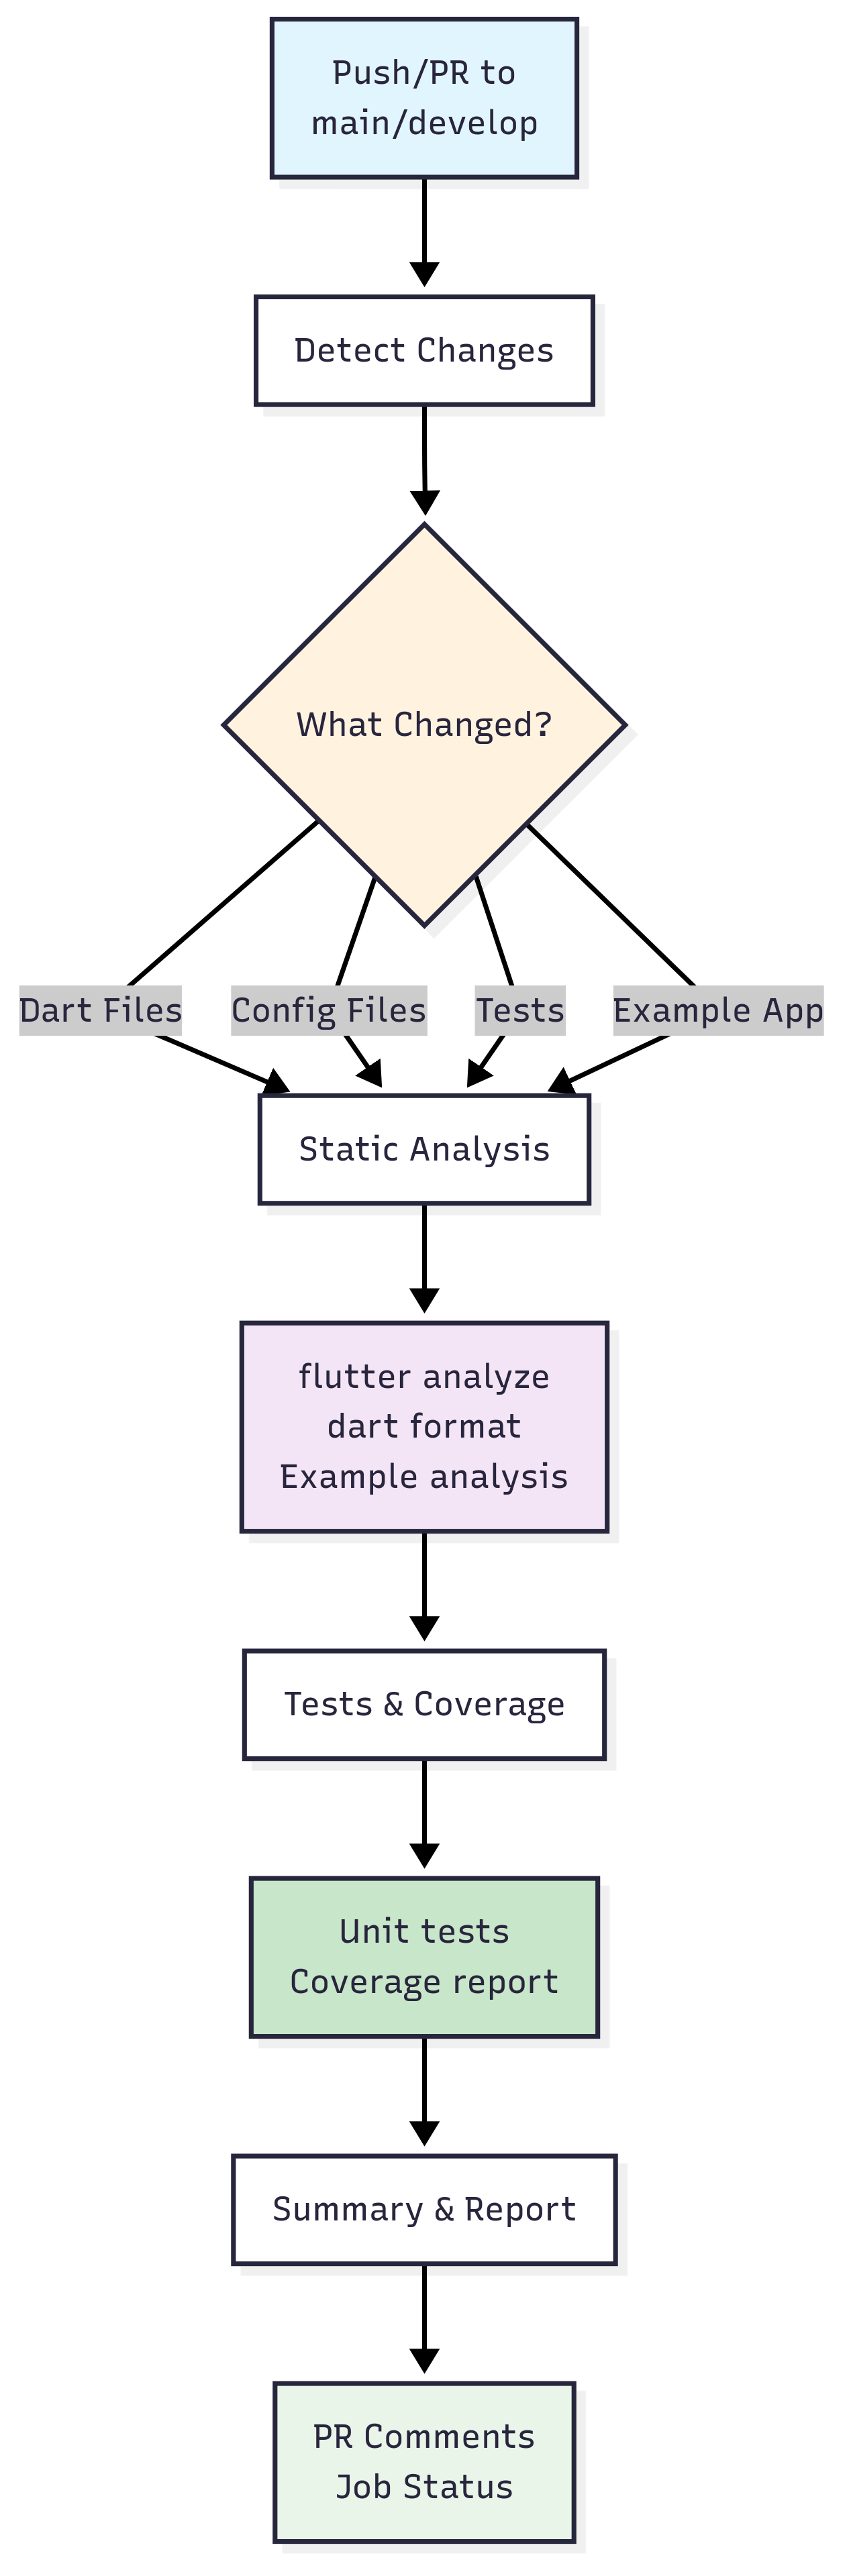 Push/PR to
main/develop
Detect Changes
What Changed?
Dart Files
Config Files
Tests
Example App
Static Analysis
flutter analyze
dart format
Example analysis
Tests & Coverage
Unit tests
Coverage report
Summary & Report
PR Comments
Job Status